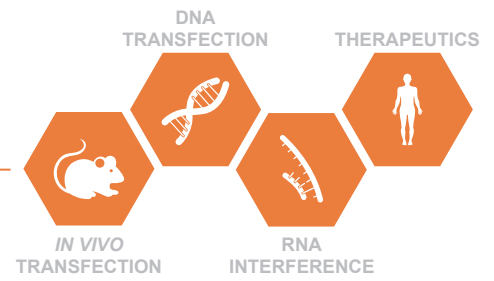 DNA
TRANSFECTION
THERAPEUTICS
IN VIVO
TRANSFECTION
RNA
INTERFERENCE